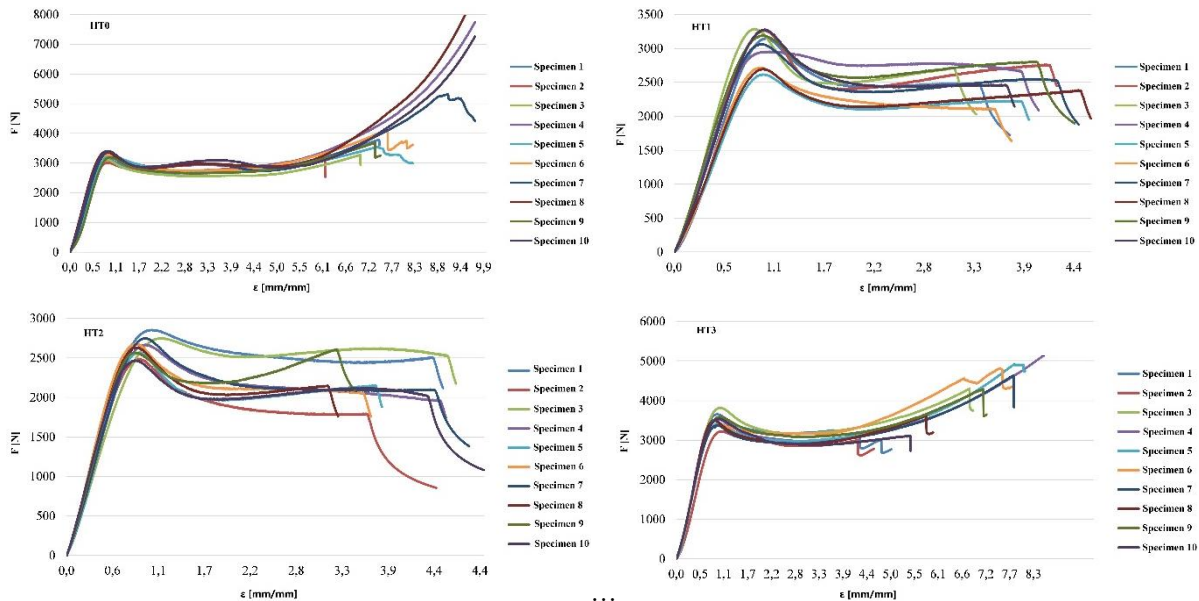 HT0
8000
7000
6000
5000
4000
3000
2000
1000
0
F [N]
0,0 0,5 1,1 1,7 2,2 2,8 3,3 3,9 4,4 5,0 5,5 6,1 6,6 7,2 7,7 8,3 8,8 9,4 9,9
ε [mm/mm]
Specimen 1
Specimen 2
Specimen 3
Specimen 4
Specimen 5
Specimen 6
Specimen 7
Specimen 8
Specimen 9
Specimen 10
HT1
3500
3000
2500
2000
1500
1000
500
0
F [N]
0,0 0,5 1,1 1,7 2,2 2,8 3,3 3,9 4,4
ε [mm/mm]
Specimen 1
Specimen 2
Specimen 3
Specimen 4
Specimen 5
Specimen 6
Specimen 7
Specimen 8
Specimen 9
Specimen 10
HT2
3000
2500
2000
1500
1000
500
0
F [N]
0,0 0,6 1,1 1,7 2,2 2,8 3,3 3,9 4,4 4,4
ε [mm/mm]
Specimen 1
Specimen 2
Specimen 3
Specimen 4
Specimen 5
Specimen 6
Specimen 7
Specimen 8
Specimen 9
Specimen 10
HT3
6000
5000
4000
3000
2000
1000
0
F [N]
0,0 0,5 1,1 1,7 2,2 2,8 3,3 3,9 4,4 5,0 5,5 6,1 6,6 7,2 7,7 8,3
ε [mm/mm]
Specimen 1
Specimen 2
Specimen 3
Specimen 4
Specimen 5
Specimen 6
Specimen 7
Specimen 8
Specimen 9
Specimen 10
...